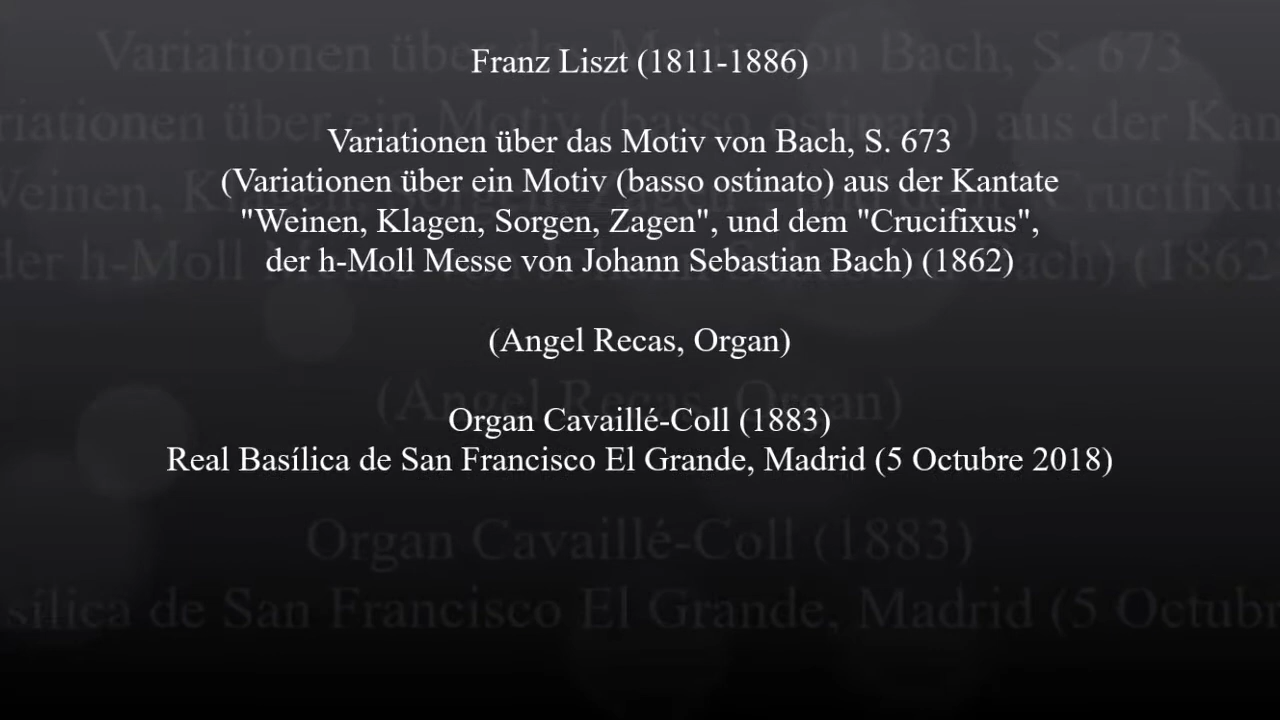 Franz Liszt (1811-1886)
Variationen über das Motiv von Bach, S. 673
(Variationen über ein Motiv (basso ostinato) aus der Kantate
"Weinen, Klagen, Sorgen, Zagen", und dem "Crucifixus",
der h-Moll Messe von Johann Sebastian Bach) (1862)
(Angel Recas, Organ)
Organ Cavaillé-Coll (1883)
Real Basílica de San Francisco El Grande, Madrid (5 Octubre 2018)